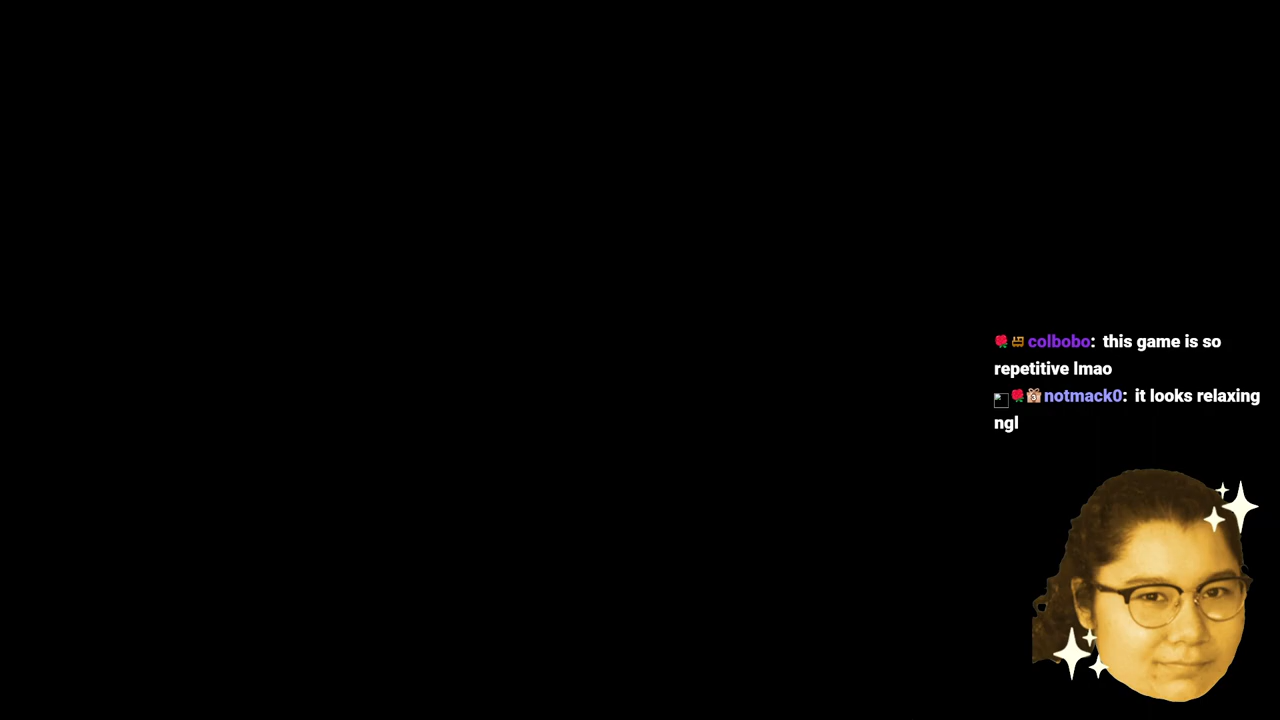 colbobo: this game is so
repetitive lmao
notmack0: it looks relaxing
ngl